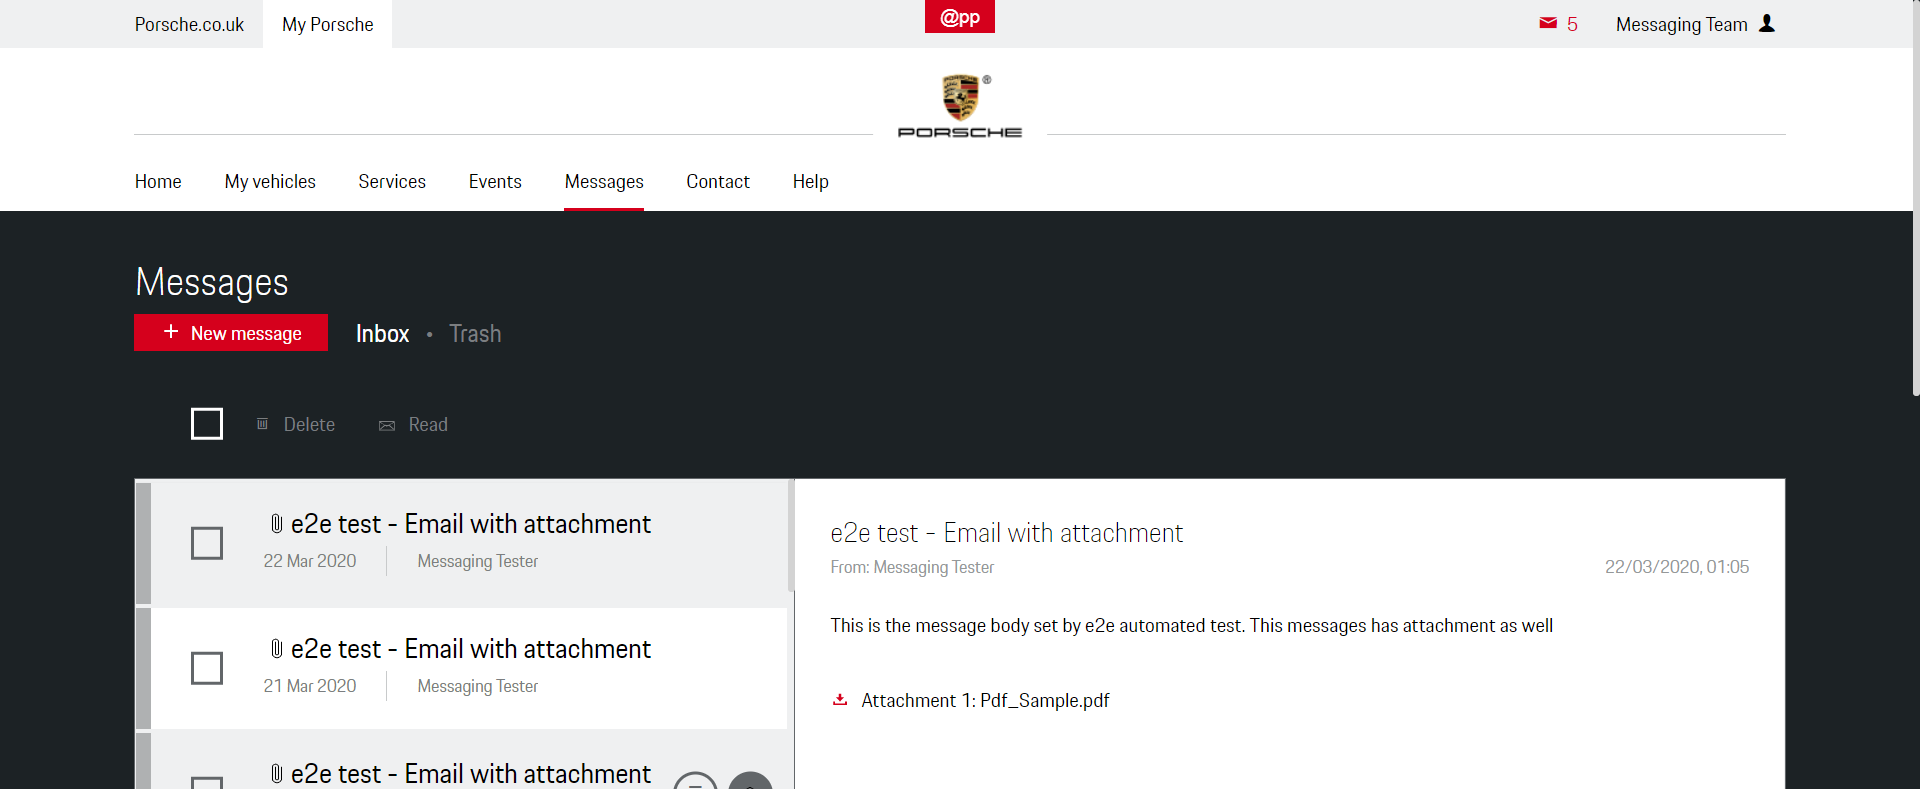 Porsche.co.uk My Porsche @pp 5 Messaging Team
PORSCHE
Home My vehicles Services Events Messages Contact Help
Messages
+ New message Inbox • Trash
Delete Read
e2e test - Email with attachment
22 Mar 2020 Messaging Tester
e2e test - Email with attachment
21 Mar 2020 Messaging Tester
e2e test - Email with attachment
e2e test - Email with attachment
From: Messaging Tester 22/03/2020, 01:05
This is the message body set by e2e automated test. This messages has attachment as well
Attachment 1: Pdf_Sample.pdf